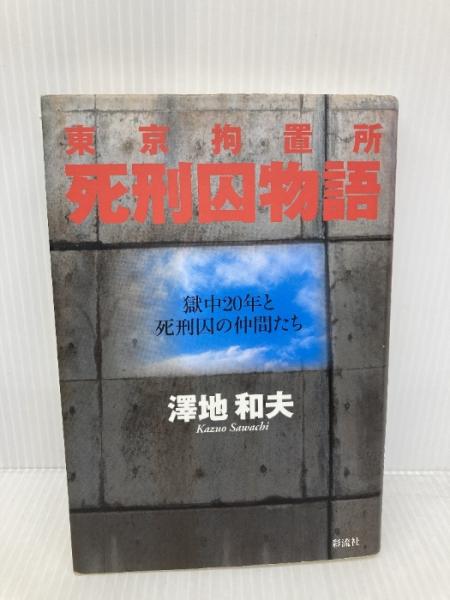 東京拘置所
死刑囚物語
獄中20年と
死刑囚の仲間たち
澤地 和夫
Kazuo Sawachi
彩流社